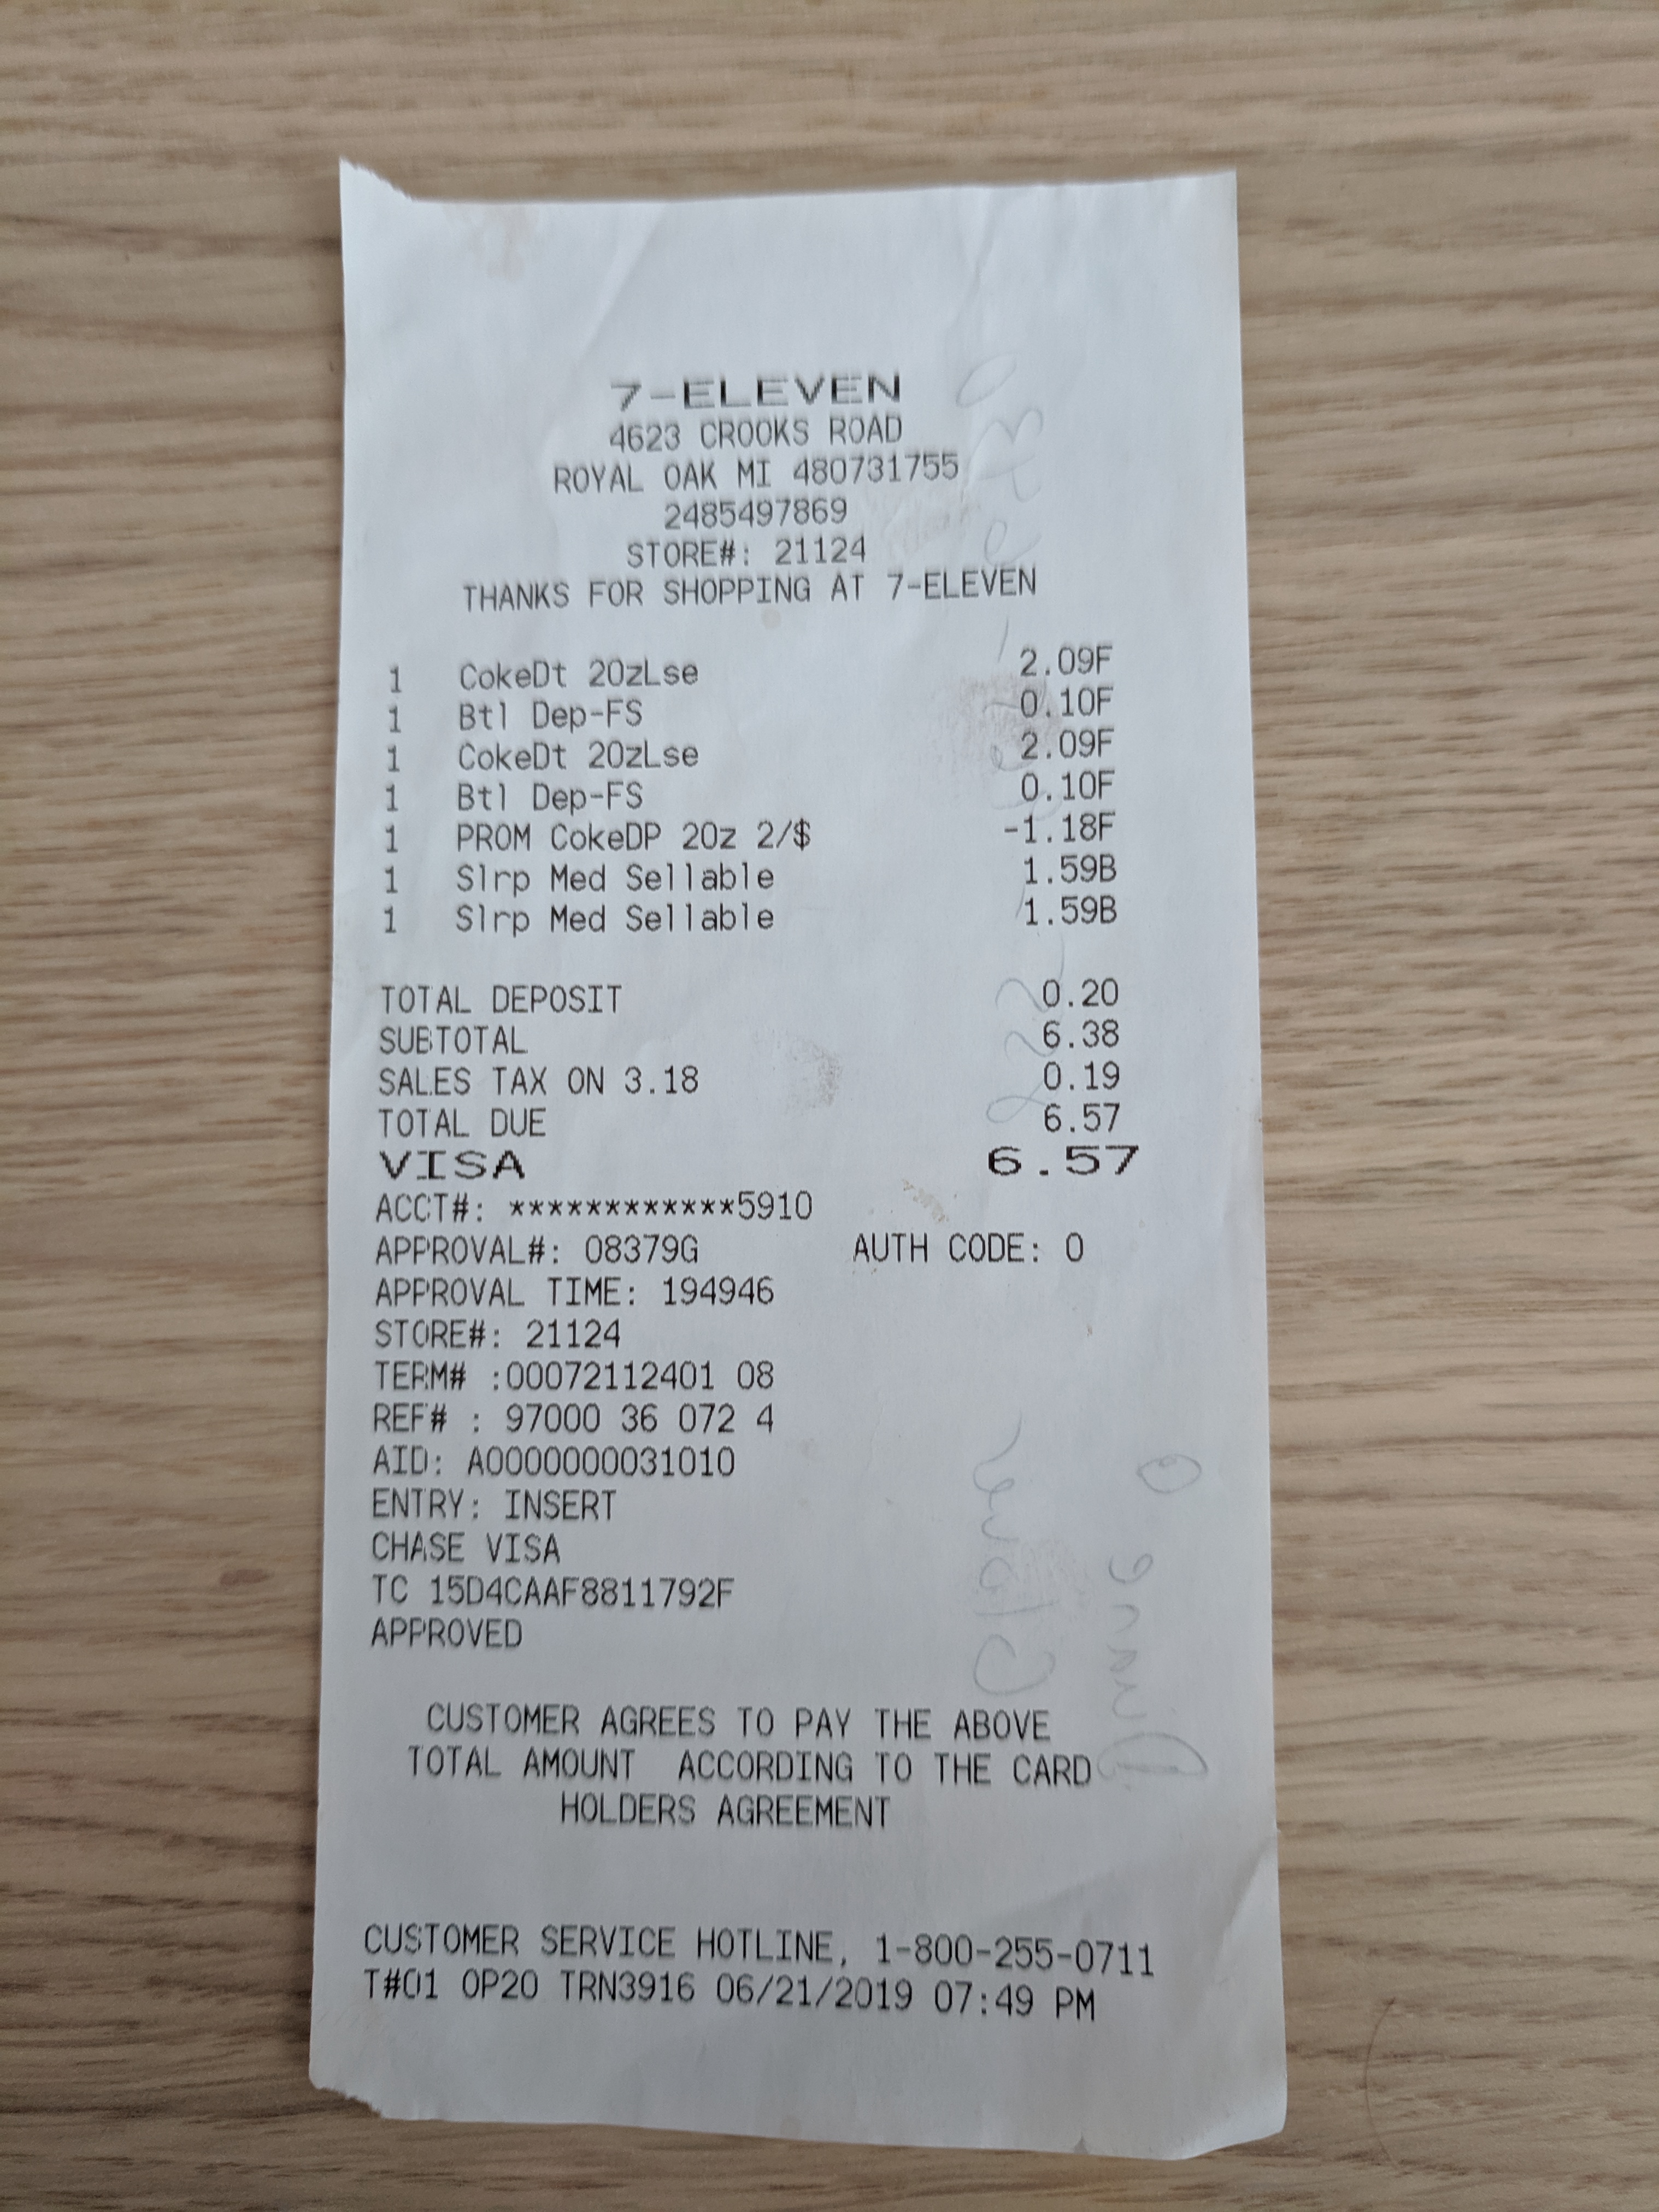 7-ELEVEN
4623 CROOKS ROAD
ROYAL OAK MI 480731755
2485497869
STORE#: 21124
THANKS FOR SHOPPING AT 7-ELEVEN
1 CokeDt 20zLse 2.09F
1 Btl Dep-FS 0.10F
1 CokeDt 20zLse 2.09F
1 Btl Dep-FS 0.10F
1 PROM CokeDP 20z 2/$ -1.18F
1 Slrp Med Sellable 1.59B
1 Slrp Med Sellable 1.59B
TOTAL DEPOSIT 0.20
SUBTOTAL 6.38
SALES TAX ON 3.18 0.19
TOTAL DUE 6.57
VISA 6.57
ACCT#: ************5910
APPROVAL#: 08379G AUTH CODE: 0
APPROVAL TIME: 194946
STORE#: 21124
TERM# :00072112401 08
REF# : 97000 36 072 4
AID: A0000000031010
ENTRY: INSERT
CHASE VISA
TC 15D4CAAF8811792F
APPROVED
CUSTOMER AGREES TO PAY THE ABOVE
TOTAL AMOUNT ACCORDING TO THE CARD
HOLDERS AGREEMENT
CUSTOMER SERVICE HOTLINE, 1-800-255-0711
T#01 OP20 TRN3916 06/21/2019 07:49 PM